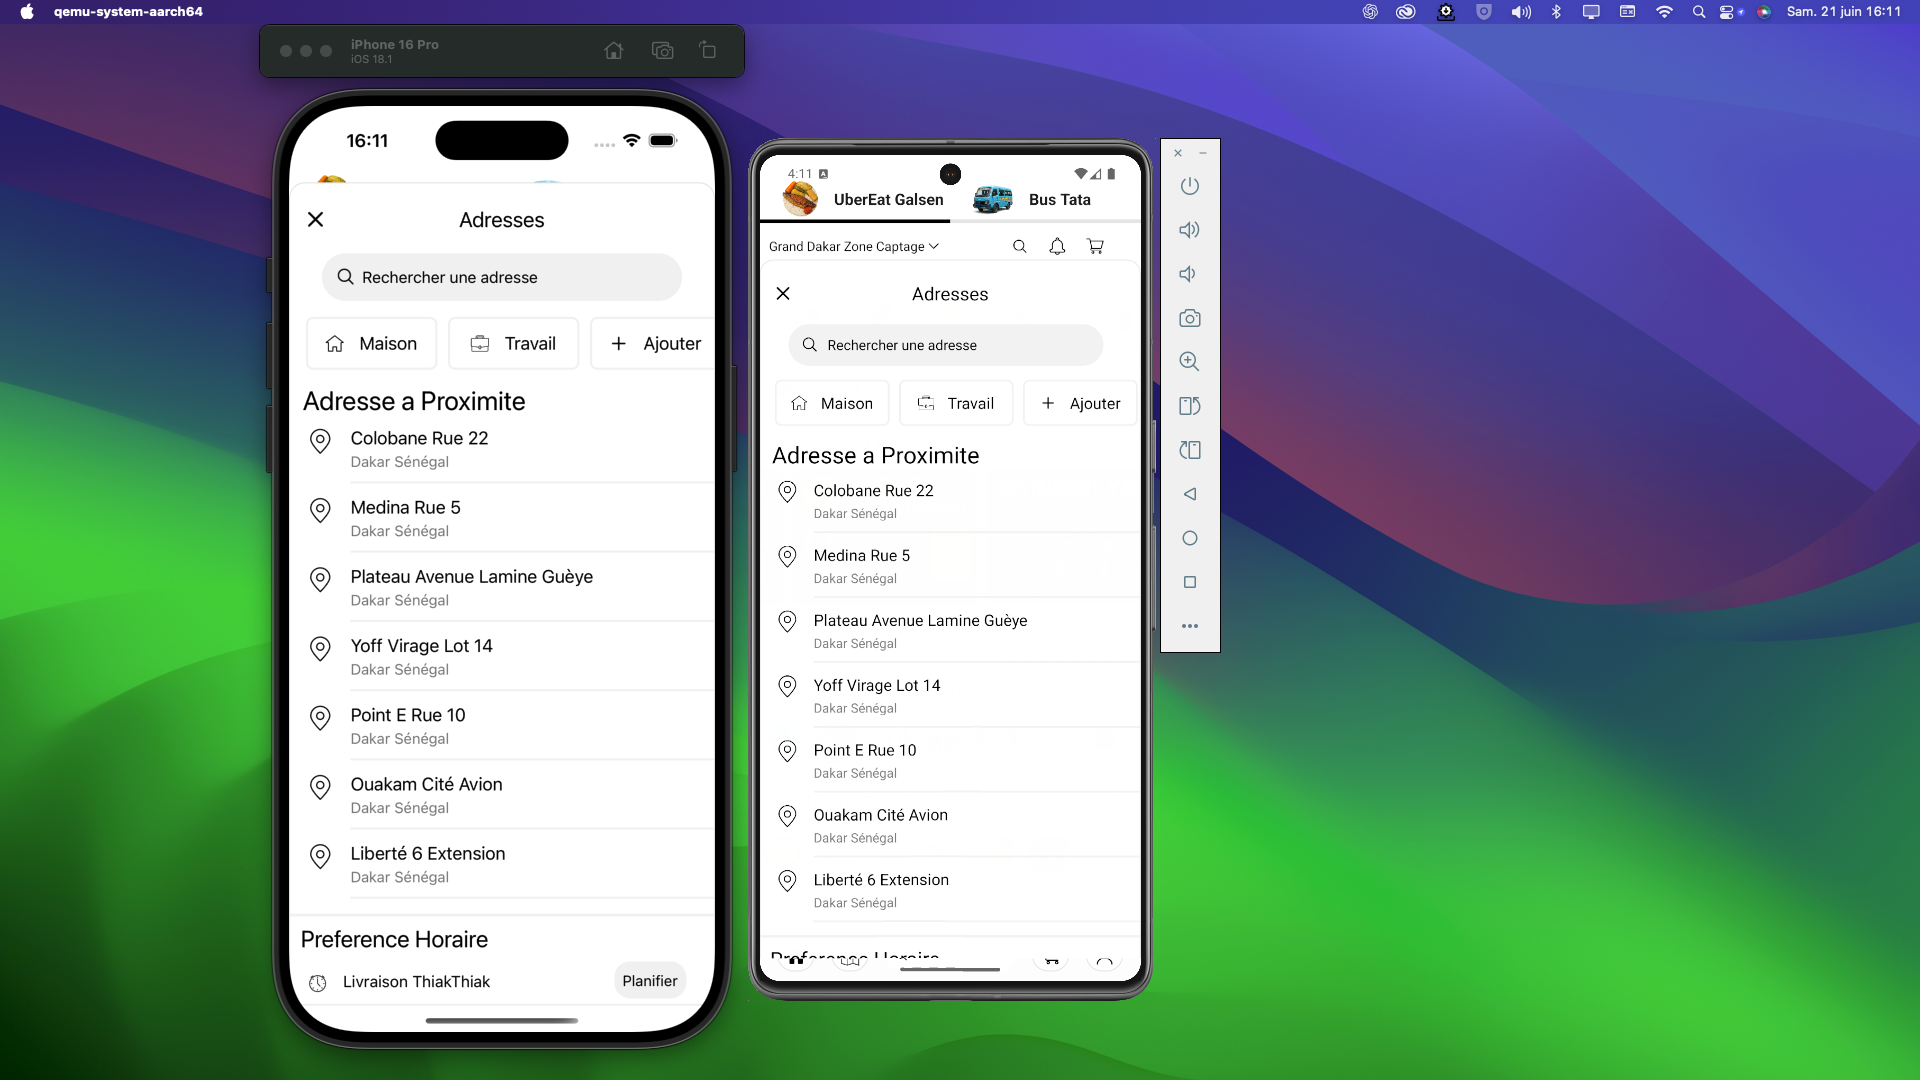 qemu-system-aarch64
Sam. 21 juin 16:11
iPhone 16 Pro
iOS 18.1
16:11
Adresses
Rechercher une adresse
Maison
Travail
Ajouter
Adresse a Proximite
Colobane Rue 22
Dakar Sénégal
Medina Rue 5
Dakar Sénégal
Plateau Avenue Lamine Guèye
Dakar Sénégal
Yoff Virage Lot 14
Dakar Sénégal
Point E Rue 10
Dakar Sénégal
Ouakam Cité Avion
Dakar Sénégal
Liberté 6 Extension
Dakar Sénégal
Preference Horaire
Livraison ThiakThiak
Planifier
4:11
UberEat Galsen
Bus Tata
Grand Dakar Zone Captage
Adresses
Rechercher une adresse
Maison
Travail
Ajouter
Adresse a Proximite
Colobane Rue 22
Dakar Sénégal
Medina Rue 5
Dakar Sénégal
Plateau Avenue Lamine Guèye
Dakar Sénégal
Yoff Virage Lot 14
Dakar Sénégal
Point E Rue 10
Dakar Sénégal
Ouakam Cité Avion
Dakar Sénégal
Liberté 6 Extension
Dakar Sénégal
Preference Horaire